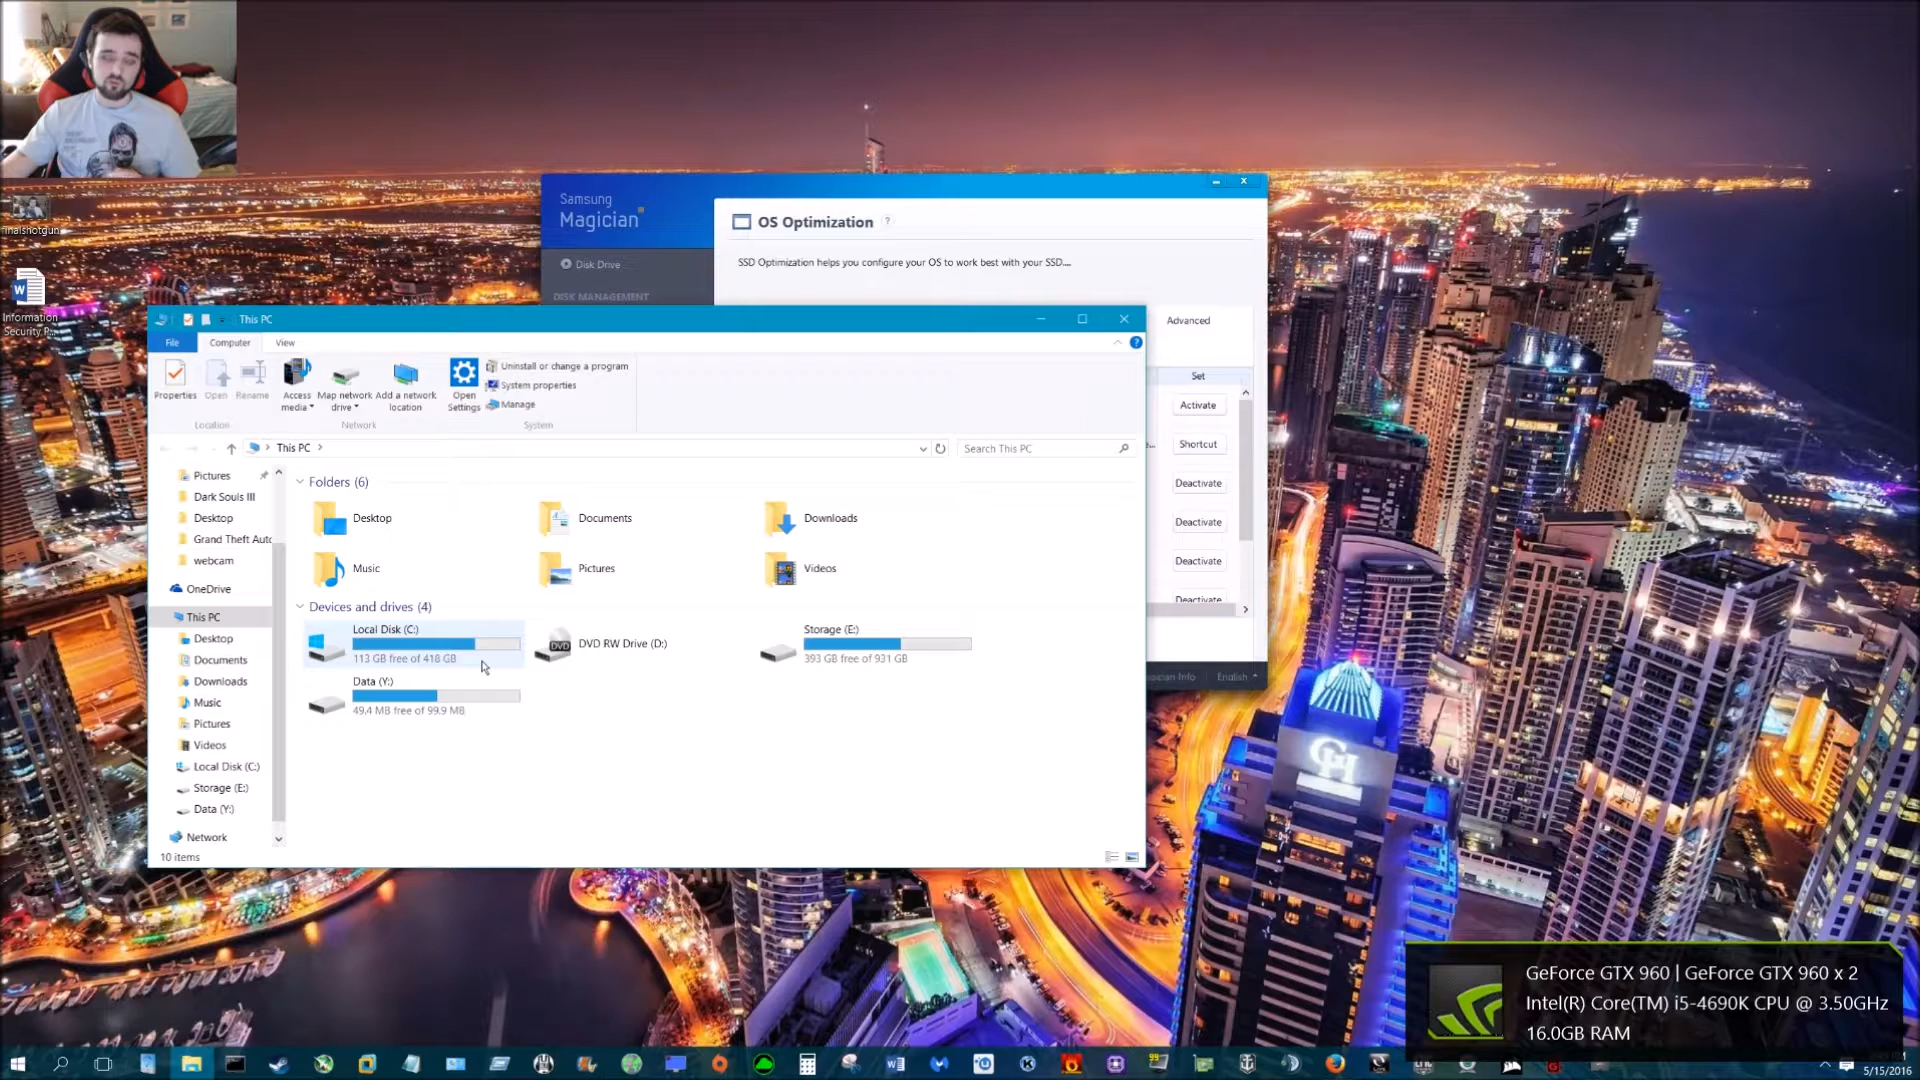 Samsung
Magician
OS Optimization
SSD Optimization helps you configure your OS to work best with your SSD....
Disk Drive
DISK MANAGEMENT
Advanced
Set
Activate
Shortcut
Deactivate
Deactivate
Deactivate
Deactivate
Info
English
Information
Security
This PC
File
Computer
View
Properties
Open
Rename
Access
media
Map network
drive
Add a network
location
Open
Settings
Uninstall or change a program
System properties
Manage
Location
Network
System
This PC
Search This PC
Pictures
Dark Souls III
Desktop
Grand Theft Auto
webcam
OneDrive
This PC
Desktop
Documents
Downloads
Music
Pictures
Videos
Local Disk (C:)
Storage (E:)
Data (Y:)
Network
Folders (6)
Desktop
Documents
Downloads
Music
Pictures
Videos
Devices and drives (4)
Local Disk (C:)
113 GB free of 418 GB
DVD
DVD RW Drive (D:)
Storage (E:)
393 GB free of 931 GB
Data (Y:)
49.4 MB free of 99.9 MB
10 items
GeForce GTX 960 | GeForce GTX 960 x 2
Intel(R) Core(TM) i5-4690K CPU @ 3.50GHz
16.0GB RAM
5/15/2016